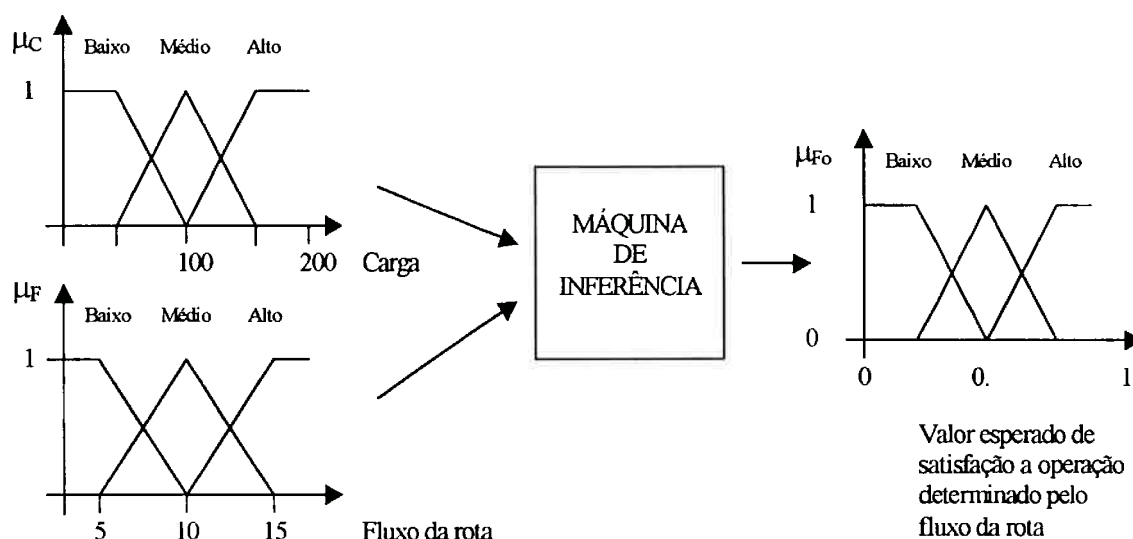 μC
Baixo Médio Alto
1
100 200 Carga
μF
Baixo Médio Alto
1
5 10 15 Fluxo da rota
MÁQUINA
DE
INFERÊNCIA
μFo
Baixo Médio Alto
1
0
0 0. 1
Valor esperado de
satisfação a operação
determinado pelo
fluxo da rota